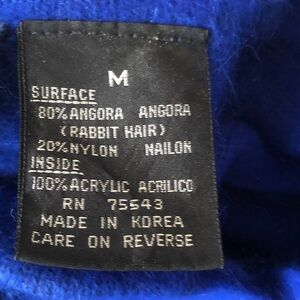 M
SURFACE
80% ANGORA ANGORA
(RABBIT HAIR)
20% NYLON NAILON
INSIDE
100% ACRYLIC ACRILICO
RN 75543
MADE IN KOREA
CARE ON REVERSE